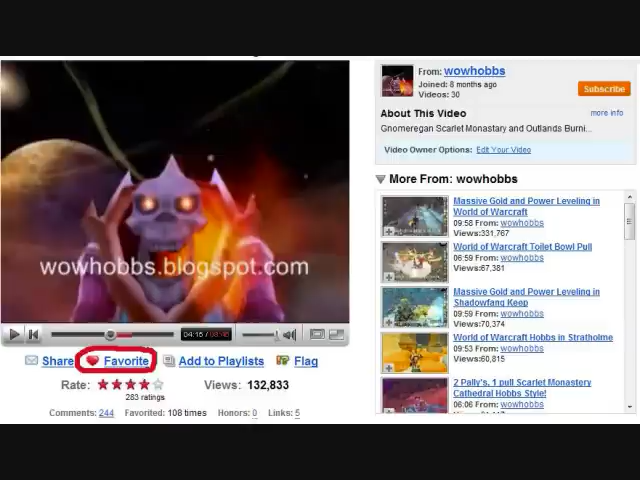 From: wowhobbs
Joined: 8 months ago
Videos: 30
Subscribe
About This Video
more info
Gnomeregan Scarlet Monastary and Outlands Burni...
Video Owner Options: Edit Your Video
More From: wowhobbs
Massive Gold and Power Leveling in
World of Warcraft
09:58 From: wowhobbs
Views:331,767
World of Warcraft Toilet Bowl Pull
06:59 From: wowhobbs
Views:67,381
Massive Gold and Power Leveling in
Shadowfang Keep
09:59 From: wowhobbs
Views:70,374
World of Warcraft Hobbs in Stratholme
09:53 From: wowhobbs
Views:60,815
2 Pally's, 1 pull Scarlet Monastery
Cathedral Hobbs Style!
06:06 From: wowhobbs
wowhobbs.blogspot.com
04:15 /
Share Favorite Add to Playlists Flag
Rate: Views: 132,833
283 ratings
Comments: 244 Favorited: 108 times Honors: 0 Links: 5